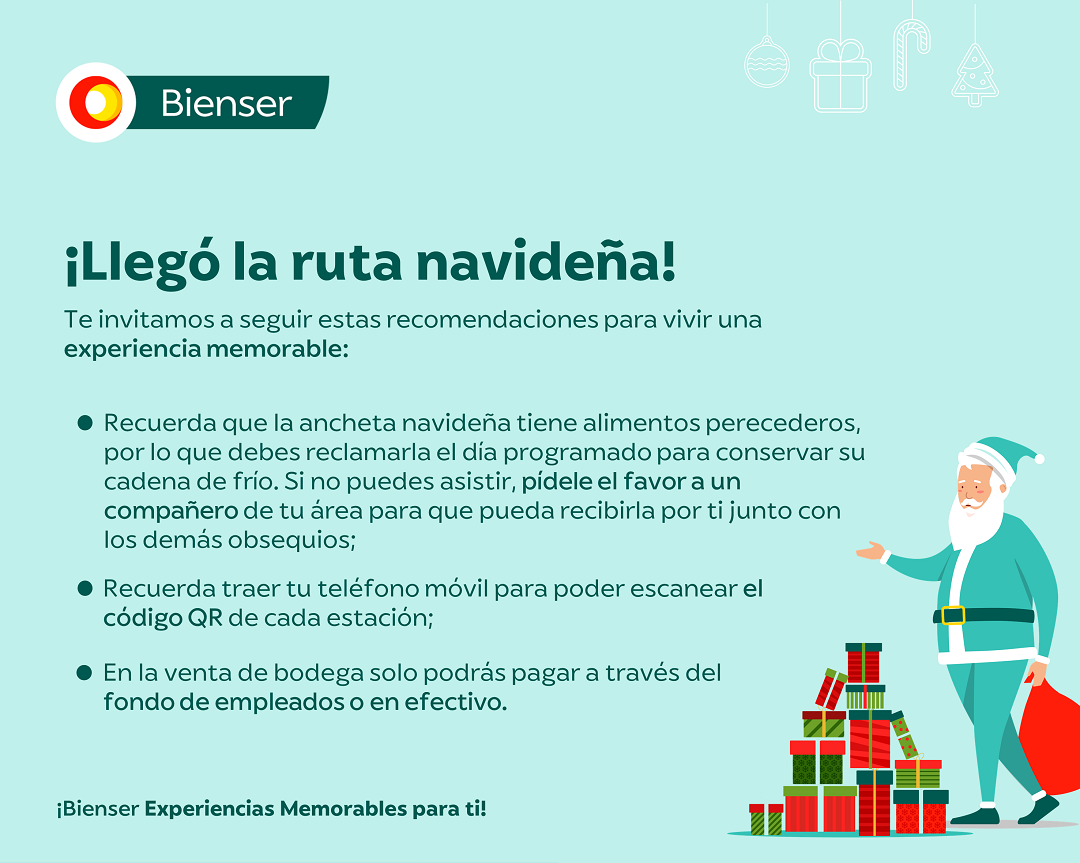 Bienser
¡Llegó la ruta navideña!
Te invitamos a seguir estas recomendaciones para vivir una
experiencia memorable:
● Recuerda que la ancheta navideña tiene alimentos perecederos,
por lo que debes reclamarla el día programado para conservar su
cadena de frío. Si no puedes asistir, pídele el favor a un
compañero de tu área para que pueda recibirla por ti junto con
los demás obsequios;
● Recuerda traer tu teléfono móvil para poder escanear el
código QR de cada estación;
● En la venta de bodega solo podrás pagar a través del
fondo de empleados o en efectivo.
¡Bienser Experiencias Memorables para ti!